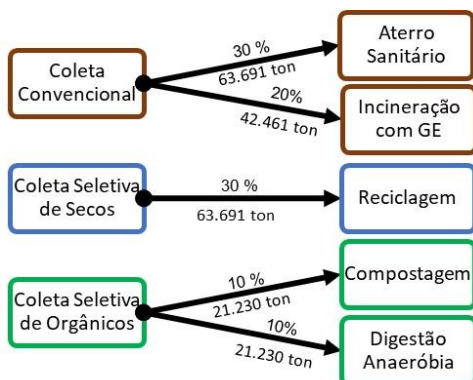 Coleta
Convencional
30 %
63.691 ton
Aterro
Sanitário
20%
42.461 ton
Incineração
com GE
Coleta Seletiva
de Secos
30 %
63.691 ton
Reciclagem
Coleta Seletiva
de Orgânicos
10 %
21.230 ton
Compostagem
10%
21.230 ton
Digestão
Anaeróbia